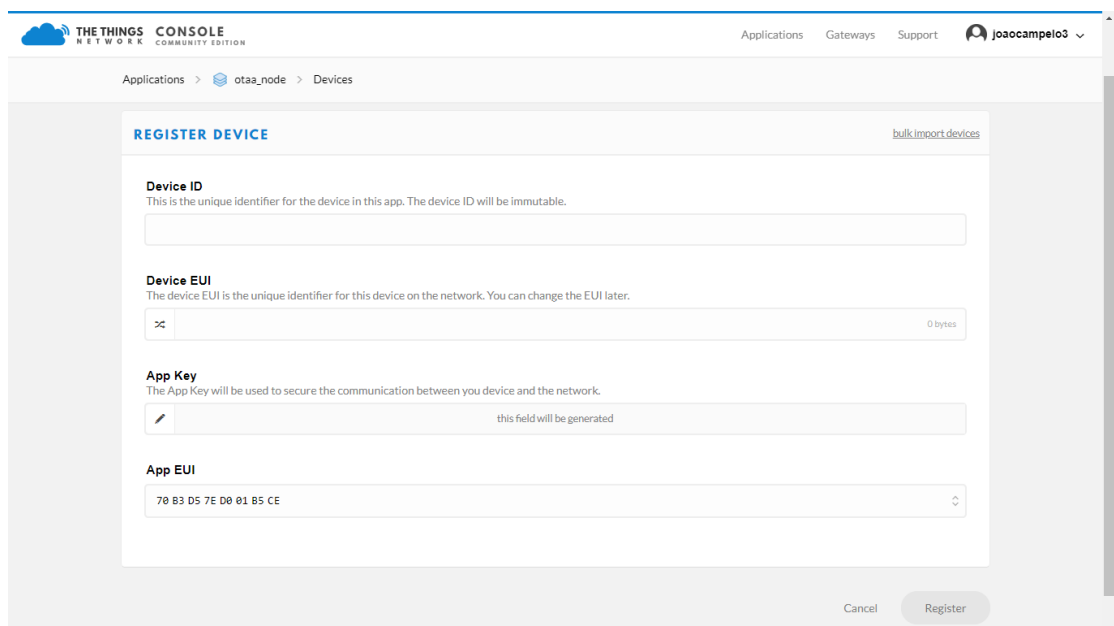 THE THINGS NETWORK CONSOLE COMMUNITY EDITION
Applications Gateways Support joaocampelo3
Applications > otaa_node > Devices
REGISTER DEVICE bulk import devices
Device ID
This is the unique identifier for the device in this app. The device ID will be immutable.
Device EUI
The device EUI is the unique identifier for this device on the network. You can change the EUI later.
0 bytes
App Key
The App Key will be used to secure the communication between you device and the network.
this field will be generated
App EUI
70 B3 D5 7E D0 01 B5 CE
Cancel Register